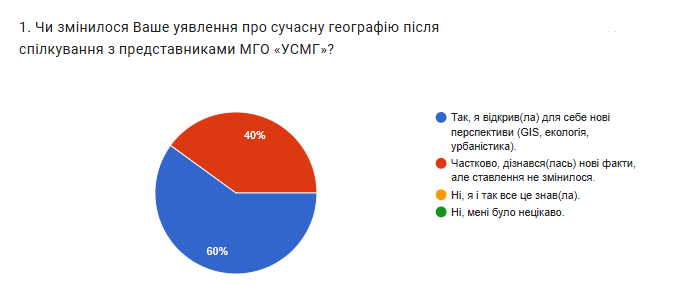 1. Чи змінилося Ваше уявлення про сучасну географію після
спілкування з представниками МГО «УСМГ»?
40%
60%
Так, я відкрив(ла) для себе нові
перспективи (GIS, екологія,
урбаністика).
Частково, дізнався(лась) нові факти,
але ставлення не змінилося.
Ні, я і так все це знав(ла).
Ні, мені було нецікаво.